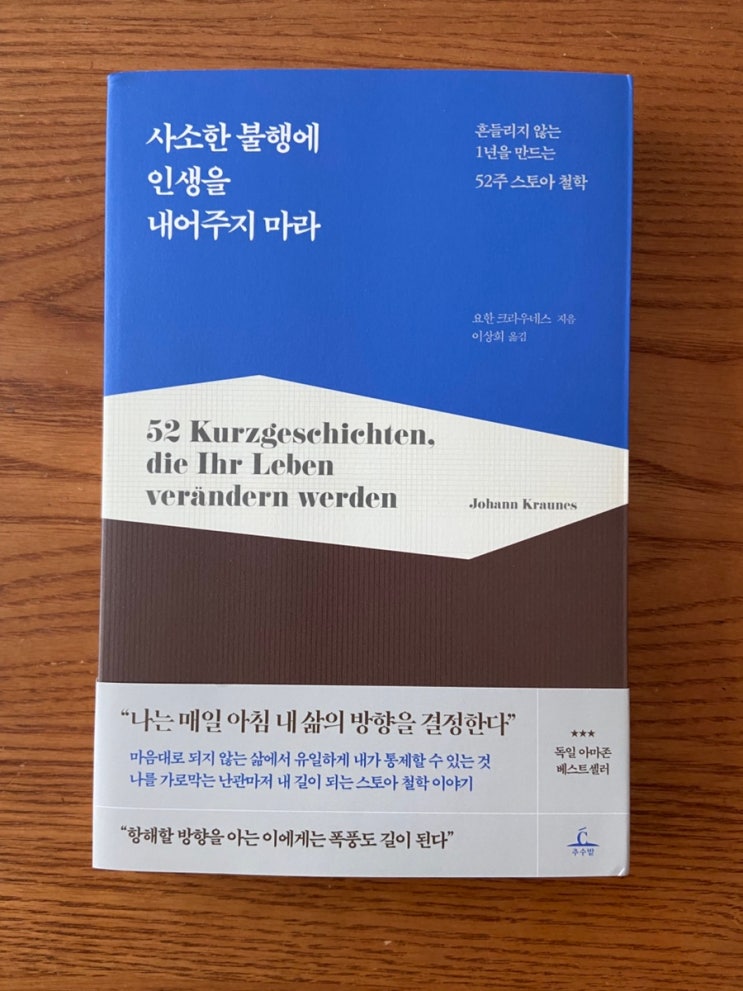 사소한 불행에
인생을
내어주지 마라
흔들리지 않는
1년을 만드는
52주 스토아 철학
요한 크라우네스 지음
이상희 옮김
52 Kurzgeschichten,
die Ihr Leben
verändern werden
Johann Kraunes
“나는 매일 아침 내 삶의 방향을 결정한다”
마음대로 되지 않는 삶에서 유일하게 내가 통제할 수 있는 것
나를 가로막는 난관마저 내 길이 되는 스토아 철학 이야기
★★★
독일 아마존
베스트셀러
“항해할 방향을 아는 이에게는 폭풍도 길이 된다”
추수밭